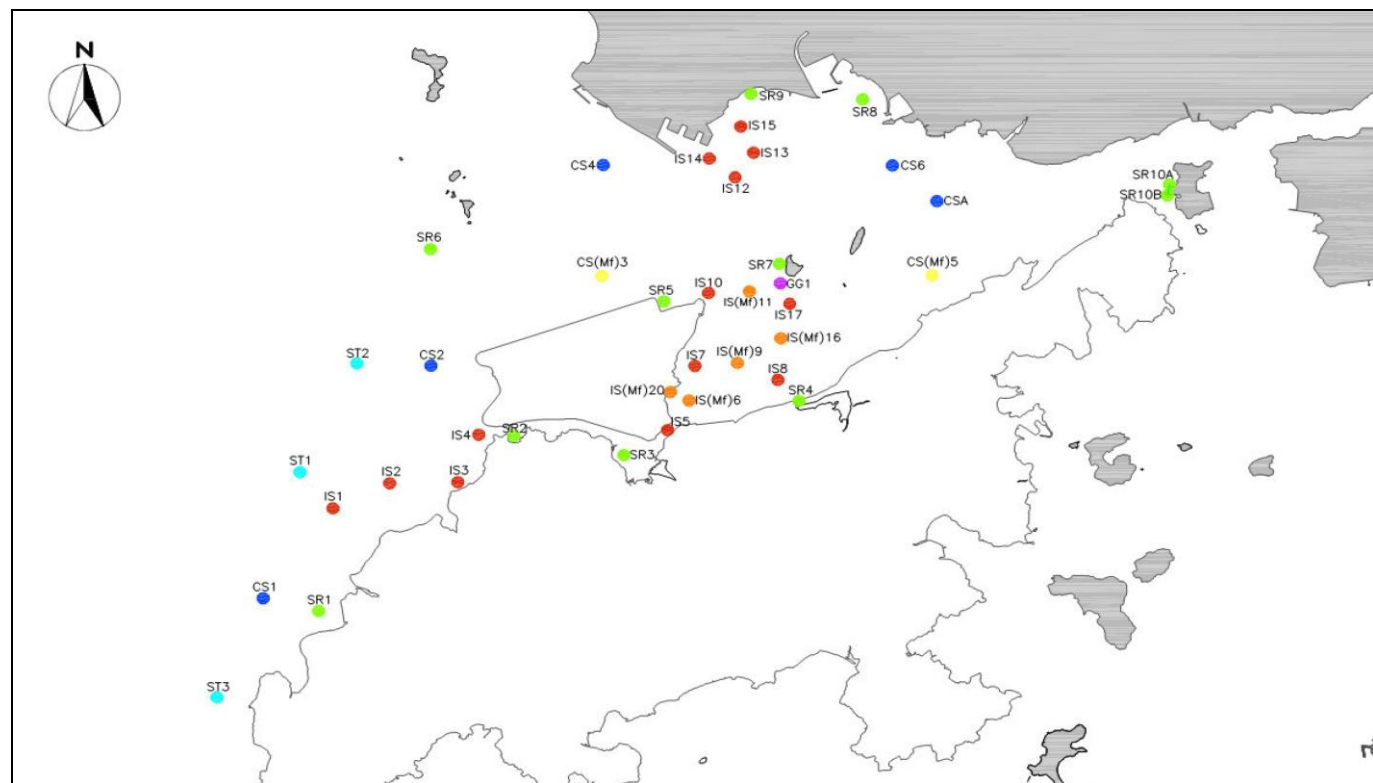 N
SR9
SR8
IS15
IS14
IS13
CS4
CS6
IS12
SR10A
SR10B
CSA
SR6
CS(Mf)3
SR7
CS(Mf)5
GG1
SR5
IS10
IS(Mf)11
IS17
IS(Mf)16
ST2
CS2
IS7
IS(Mf)9
IS8
IS(Mf)20
IS(Mf)6
SR4
IS4
SR2
IS5
SR3
ST1
IS2
IS3
IS1
CS1
SR1
ST3